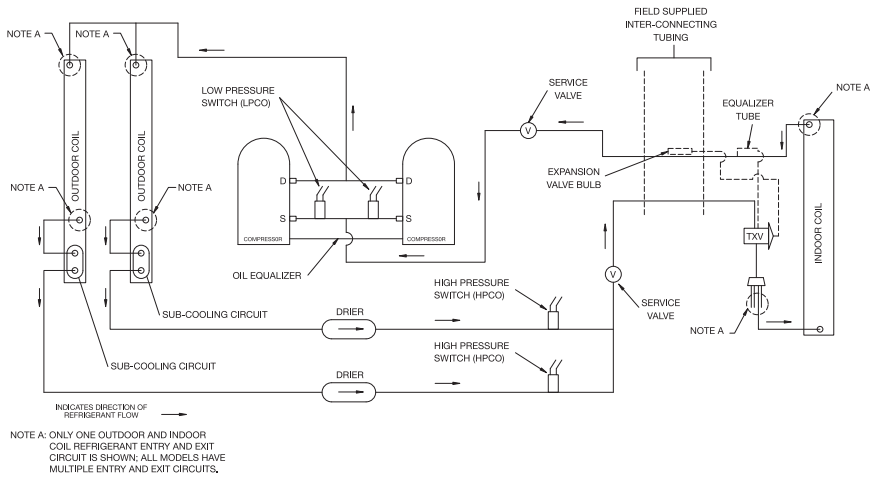 FIELD SUPPLIED
INTER-CONNECTING
TUBING
NOTE A
NOTE A
LOW PRESSURE
SWITCH (LPCO)
SERVICE
VALVE
V
EQUALIZER
TUBE
NOTE A
OUTDOOR COIL
OUTDOOR COIL
EXPANSION
VALVE BULB
D
D
NOTE A
NOTE A
S
S
COMPRESSOR
COMPRESSOR
TXV
INDOOR COIL
OIL EQUALIZER
V
HIGH PRESSURE
SWITCH (HPCO)
SERVICE
VALVE
SUB-COOLING CIRCUIT
DRIER
NOTE A
HIGH PRESSURE
SWITCH (HPCO)
SUB-COOLING CIRCUIT
DRIER
INDICATES DIRECTION OF
REFRIGERANT FLOW
NOTE A: ONLY ONE OUTDOOR AND INDOOR
COIL REFRIGERANT ENTRY AND EXIT
CIRCUIT IS SHOWN; ALL MODELS HAVE
MULTIPLE ENTRY AND EXIT CIRCUITS.